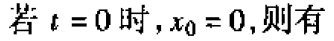 若 t = 0 时, x₀ = 0, 则有